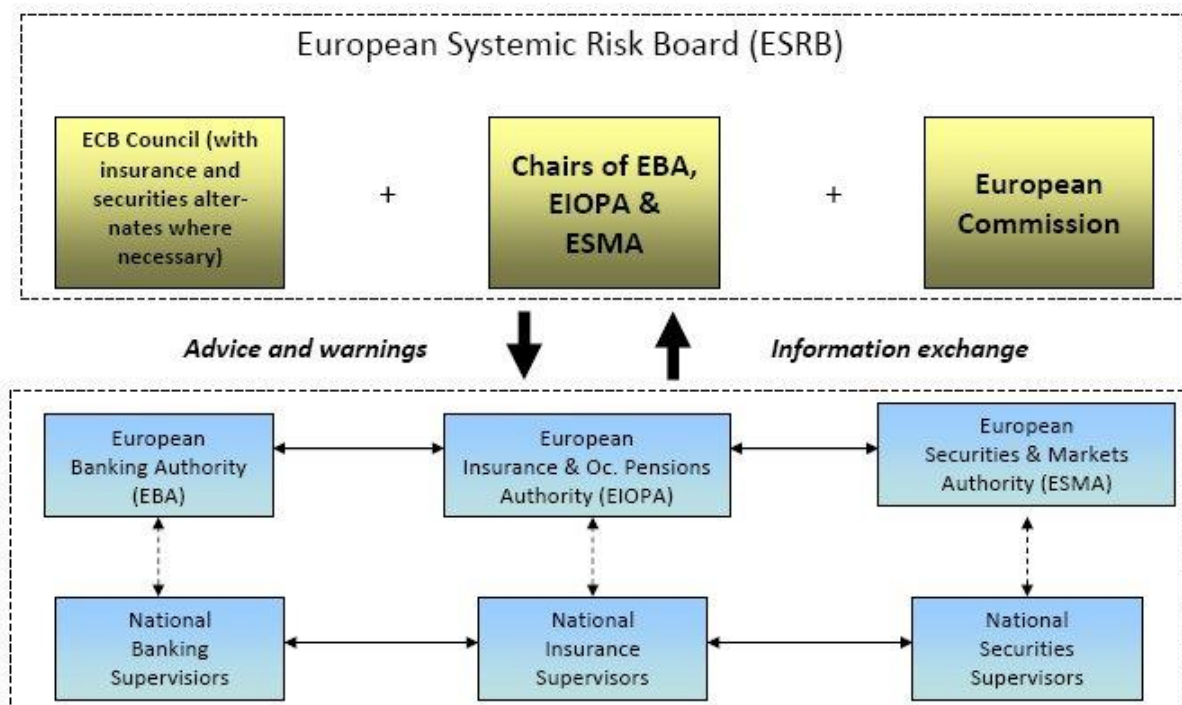 European Systemic Risk Board (ESRB)
ECB Council (with
insurance and
securities alter-
nates where
necessary)
+
Chairs of EBA,
EIOPA &
ESMA
+
European
Commission
Advice and warnings
Information exchange
European
Banking Authority
(EBA)
European
Insurance & Oc. Pensions
Authority (EIOPA)
European
Securities & Markets
Authority (ESMA)
National
Banking
Supervisiors
National
Insurance
Supervisors
National
Securities
Supervisors